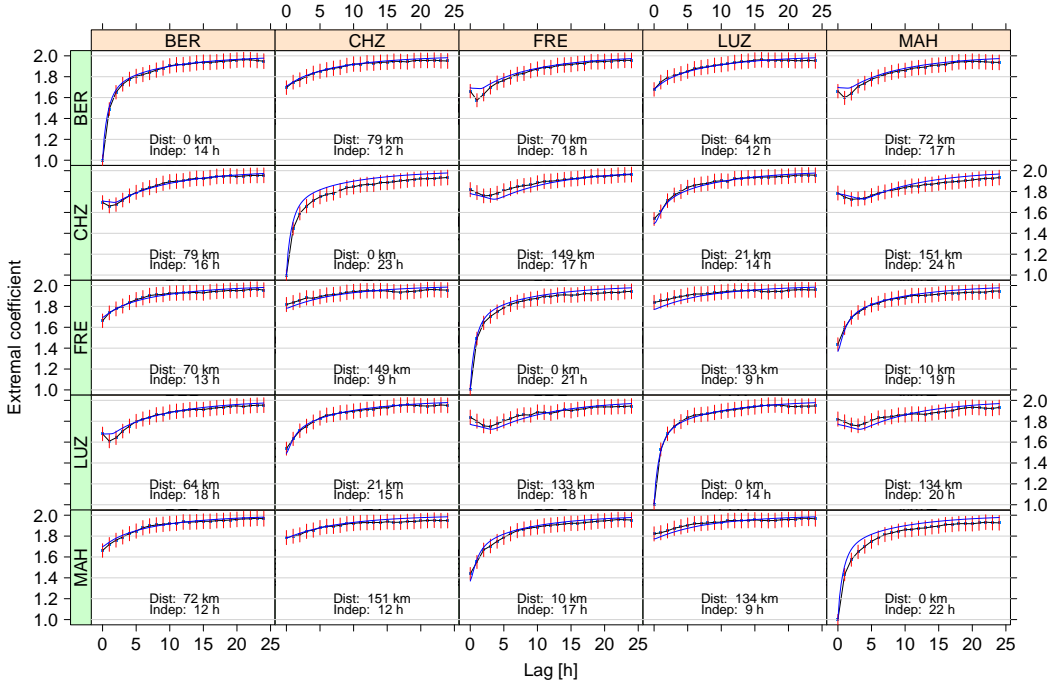 0 5 10 15 20 25 0 5 10 15 20 25
BER CHZ FRE LUZ MAH
BER
2.0
1.8
1.6
1.4
1.2
1.0
Dist: 0 km
Indep: 14 h
Dist: 79 km
Indep: 12 h
Dist: 70 km
Indep: 18 h
Dist: 64 km
Indep: 12 h
Dist: 72 km
Indep: 17 h
CHZ
Dist: 79 km
Indep: 16 h
Dist: 0 km
Indep: 23 h
Dist: 149 km
Indep: 17 h
Dist: 21 km
Indep: 14 h
Dist: 151 km
Indep: 24 h
2.0
1.8
1.6
1.4
1.2
1.0
FRE
2.0
1.8
1.6
1.4
1.2
1.0
Dist: 70 km
Indep: 13 h
Dist: 149 km
Indep: 9 h
Dist: 0 km
Indep: 21 h
Dist: 133 km
Indep: 9 h
Dist: 10 km
Indep: 19 h
LUZ
Dist: 64 km
Indep: 18 h
Dist: 21 km
Indep: 15 h
Dist: 133 km
Indep: 18 h
Dist: 0 km
Indep: 14 h
Dist: 134 km
Indep: 20 h
2.0
1.8
1.6
1.4
1.2
1.0
MAH
2.0
1.8
1.6
1.4
1.2
1.0
Dist: 72 km
Indep: 12 h
Dist: 151 km
Indep: 12 h
Dist: 10 km
Indep: 17 h
Dist: 134 km
Indep: 9 h
Dist: 0 km
Indep: 22 h
0 5 10 15 20 25 0 5 10 15 20 25 0 5 10 15 20 25
Lag [h]
Extremal coefficient